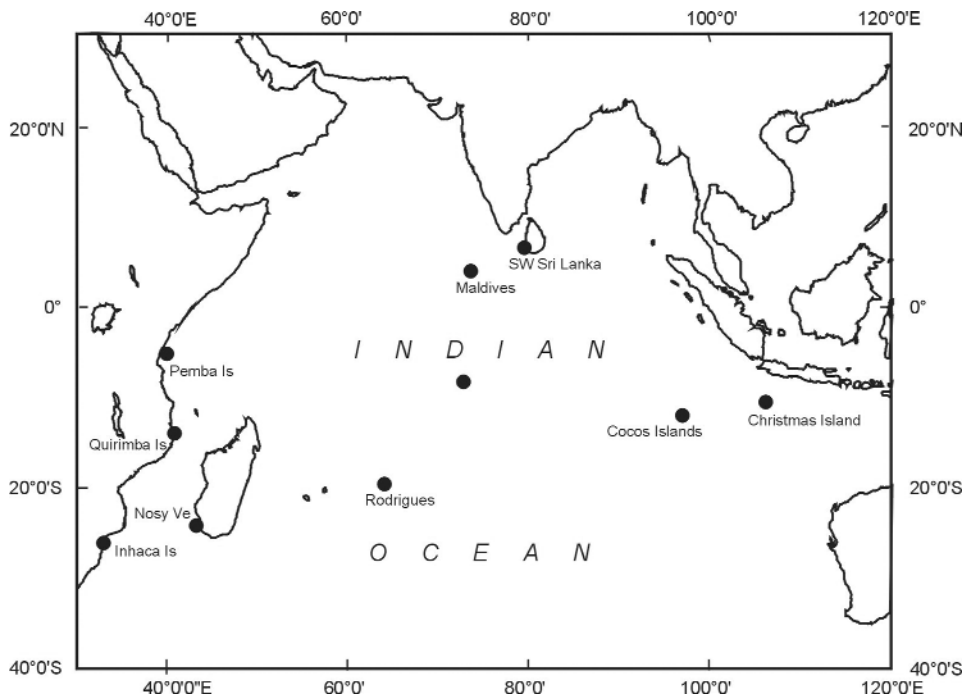 40°0'E 60°0' 80°0' 100°0' 120°0'E
20°0'N 20°0'N
SW Sri Lanka
Maldives
0° 0°
I N D I A N
Pemba Is
Christmas Island
Cocos Islands
Quirimba Is
20°0'S 20°0'S
Rodrigues
Nosy Ve
Inhaca Is
O C E A N
40°0'S 40°0'S
40°0'0"E 60°0' 80°0' 100°0' 120°0'E